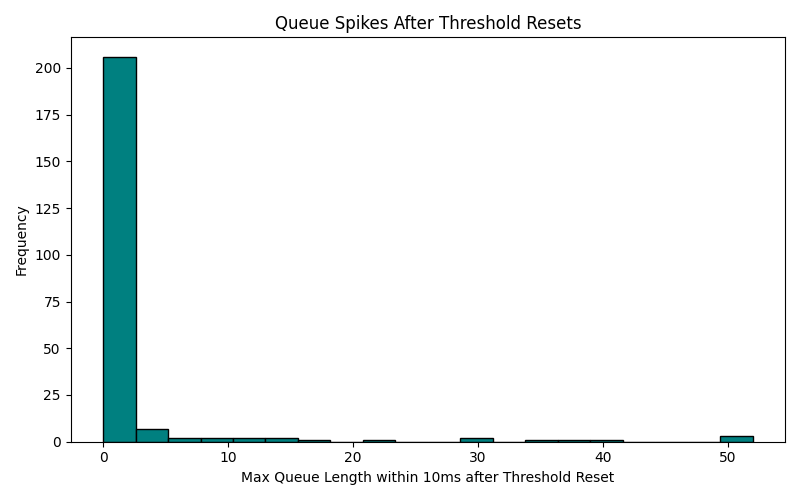 Queue Spikes After Threshold Resets
Frequency
200
175
150
125
100
75
50
25
0
0 10 20 30 40 50
Max Queue Length within 10ms after Threshold Reset